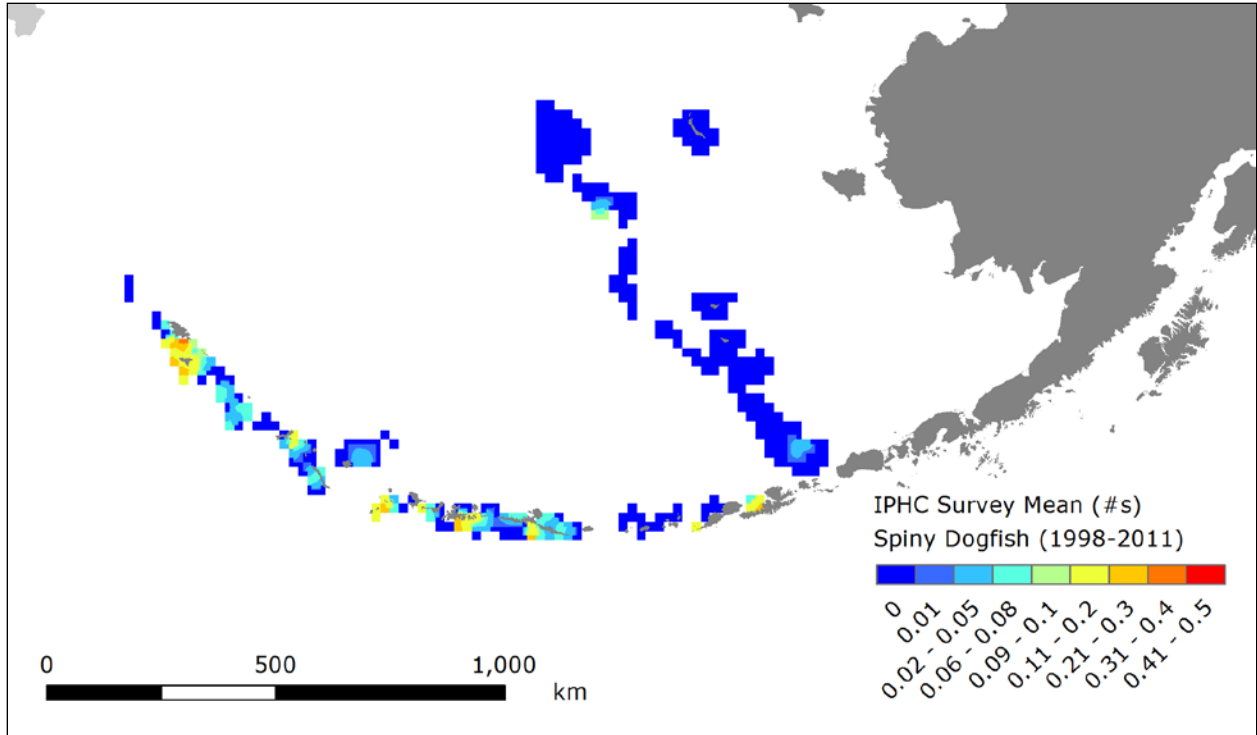 IPHC Survey Mean (#s)
Spiny Dogfish (1998-2011)
0
0.01
0.02 - 0.05
0.06 - 0.08
0.09 - 0.1
0.11 - 0.2
0.21 - 0.3
0.31 - 0.4
0.41 - 0.5
0 500 1,000
km